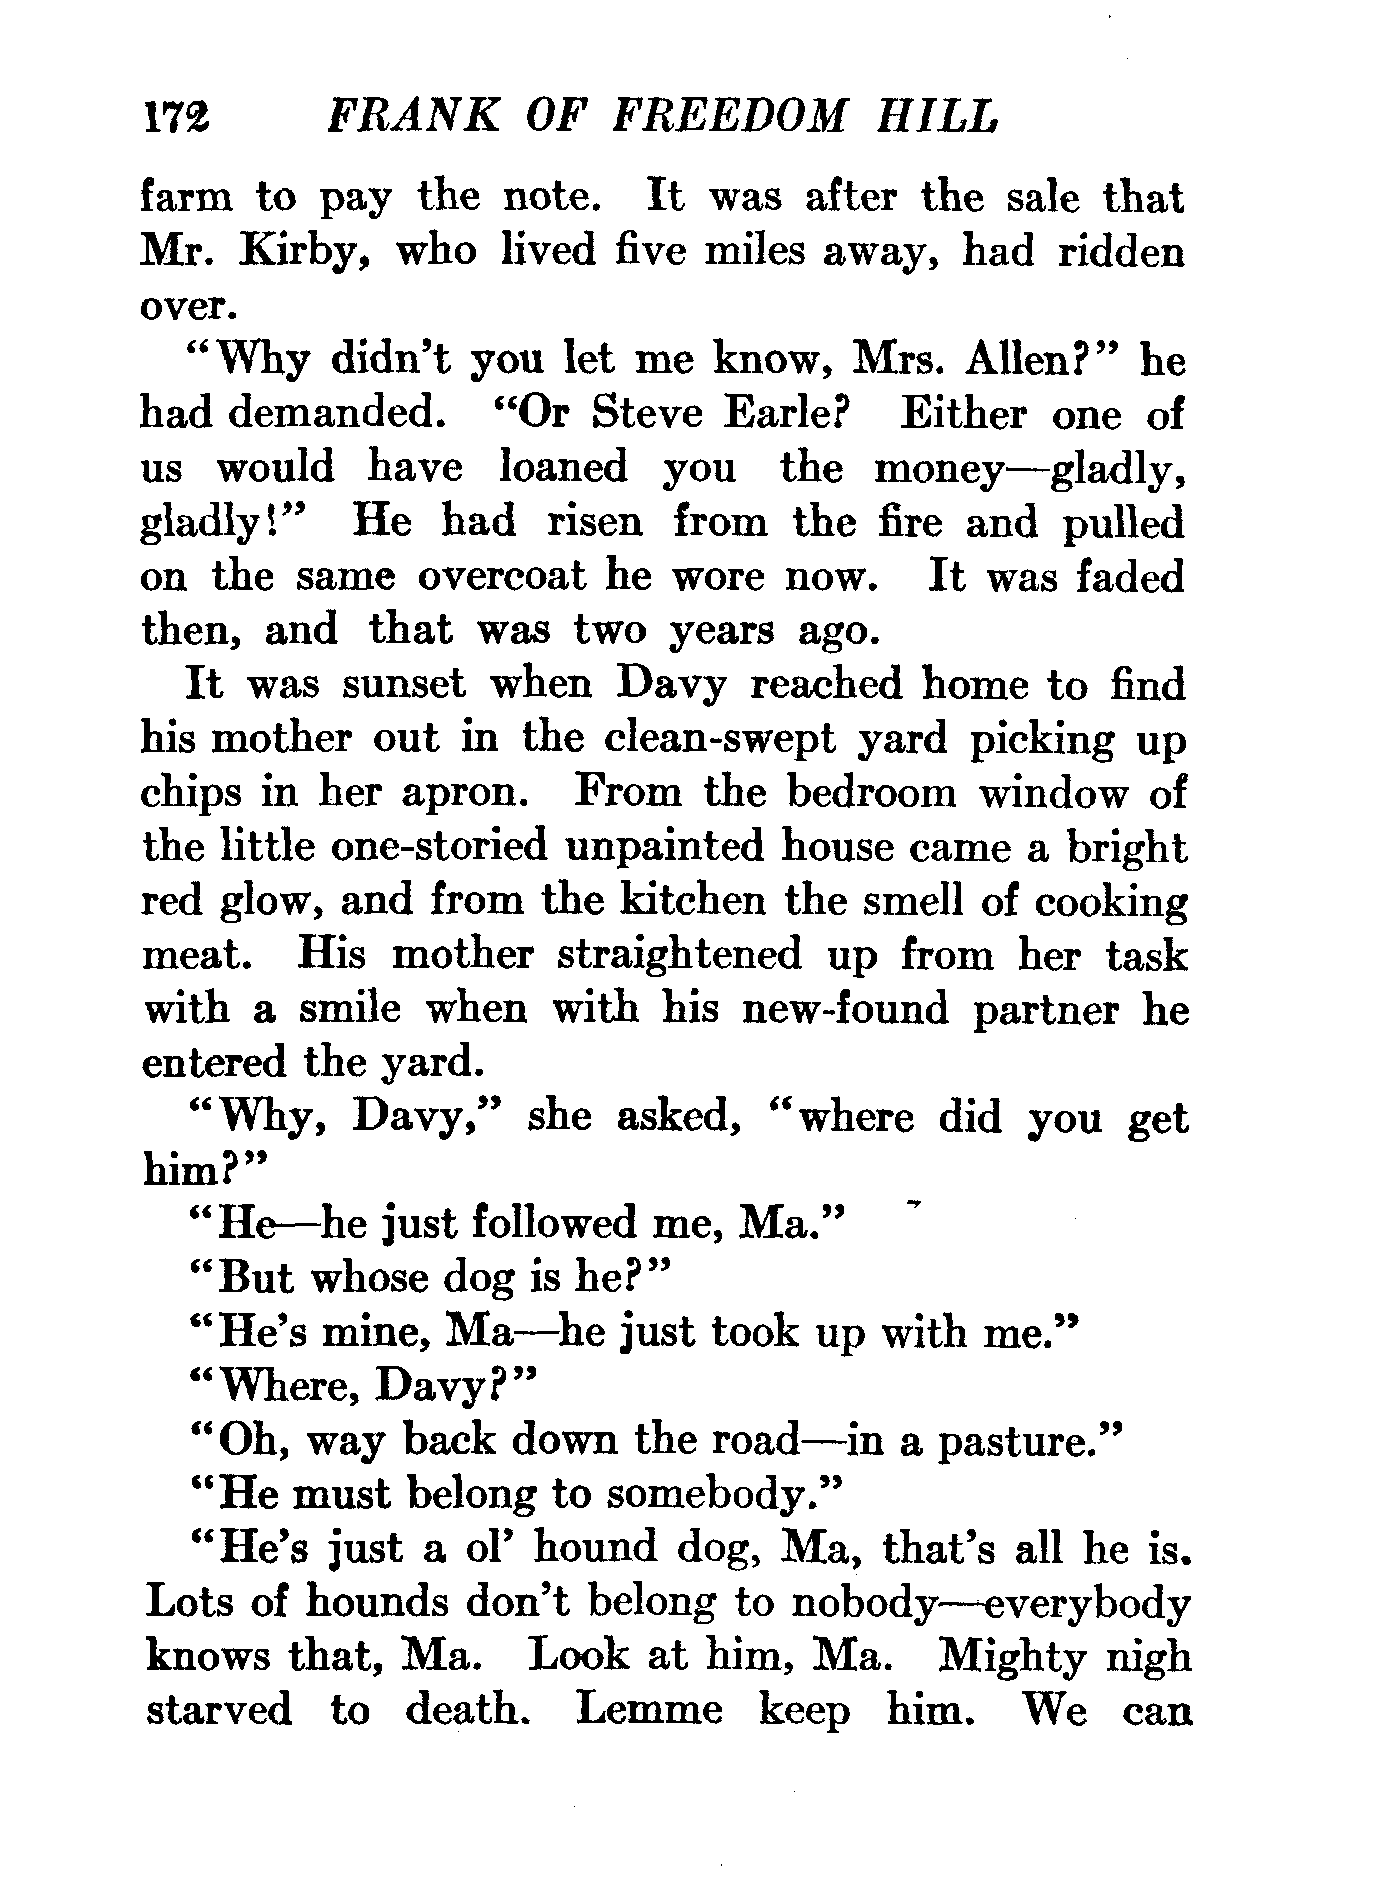 172 FRANK OF FREEDOM HILL
farm to pay the note. It was after the sale that
Mr. Kirby, who lived five miles away, had ridden
over.
"Why didn't you let me know, Mrs. Allen?" he
had demanded. "Or Steve Earle? Either one of
us would have loaned you the money—gladly,
gladly!" He had risen from the fire and pulled
on the same overcoat he wore now. It was faded
then, and that was two years ago.
It was sunset when Davy reached home to find
his mother out in the clean-swept yard picking up
chips in her apron. From the bedroom window of
the little one-storied unpainted house came a bright
red glow, and from the kitchen the smell of cooking
meat. His mother straightened up from her task
with a smile when with his new-found partner he
entered the yard.
"Why, Davy," she asked, "where did you get
him?"
"He—he just followed me, Ma."
"But whose dog is he?"
"He's mine, Ma—he just took up with me."
"Where, Davy?"
"Oh, way back down the road—in a pasture."
"He must belong to somebody."
"He's just a ol' hound dog, Ma, that's all he is.
Lots of hounds don't belong to nobody—everybody
knows that, Ma. Look at him, Ma. Mighty nigh
starved to death. Lemme keep him. We can